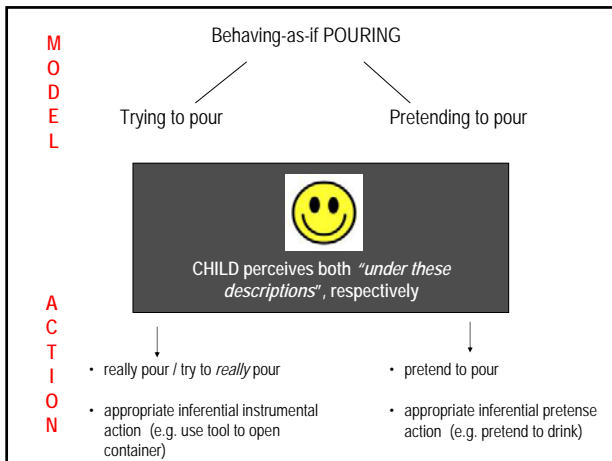 MODEL
Behaving-as-if POURING
Trying to pour
Pretending to pour
CHILD perceives both "under these
descriptions", respectively
ACTION
• really pour / try to really pour
• appropriate inferential instrumental
action (e.g. use tool to open
container)
• pretend to pour
• appropriate inferential pretense
action (e.g. pretend to drink)